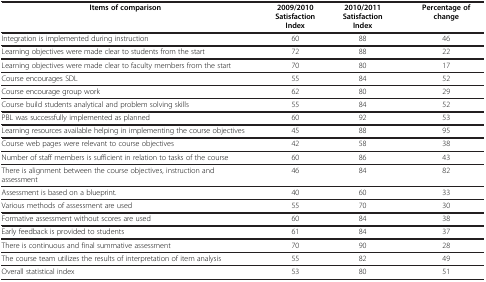 Items of comparison 2009/2010 2010/2011 Percentage of
Satisfaction Satisfaction change
Index Index
Integration is implemented during instruction 60 88 46
Learning objectives were made clear to students from the start 72 88 22
Learning objectives were made clear to faculty members from the start 70 80 17
Course encourages SDL 55 84 52
Course encourage group work 62 80 29
Course build students analytical and problem solving skills 55 84 52
PBL was successfully implemented as planned 60 92 53
Learning resources available helping in implementing the course objectives 45 88 95
Course web pages were relevant to course objectives 42 58 38
Number of staff members is sufficient in relation to tasks of the course 60 86 43
There is alignment between the course objectives, instruction and 46 84 82
assessment
Assessment is based on a blueprint. 40 60 33
Various methods of assessment are used 55 70 30
Formative assessment without scores are used 60 84 38
Early feedback is provided to students 61 84 37
There is continuous and final summative assessment 70 90 28
The course team utilizes the results of interpretation of item analysis 55 82 49
Overall statistical index 53 80 51